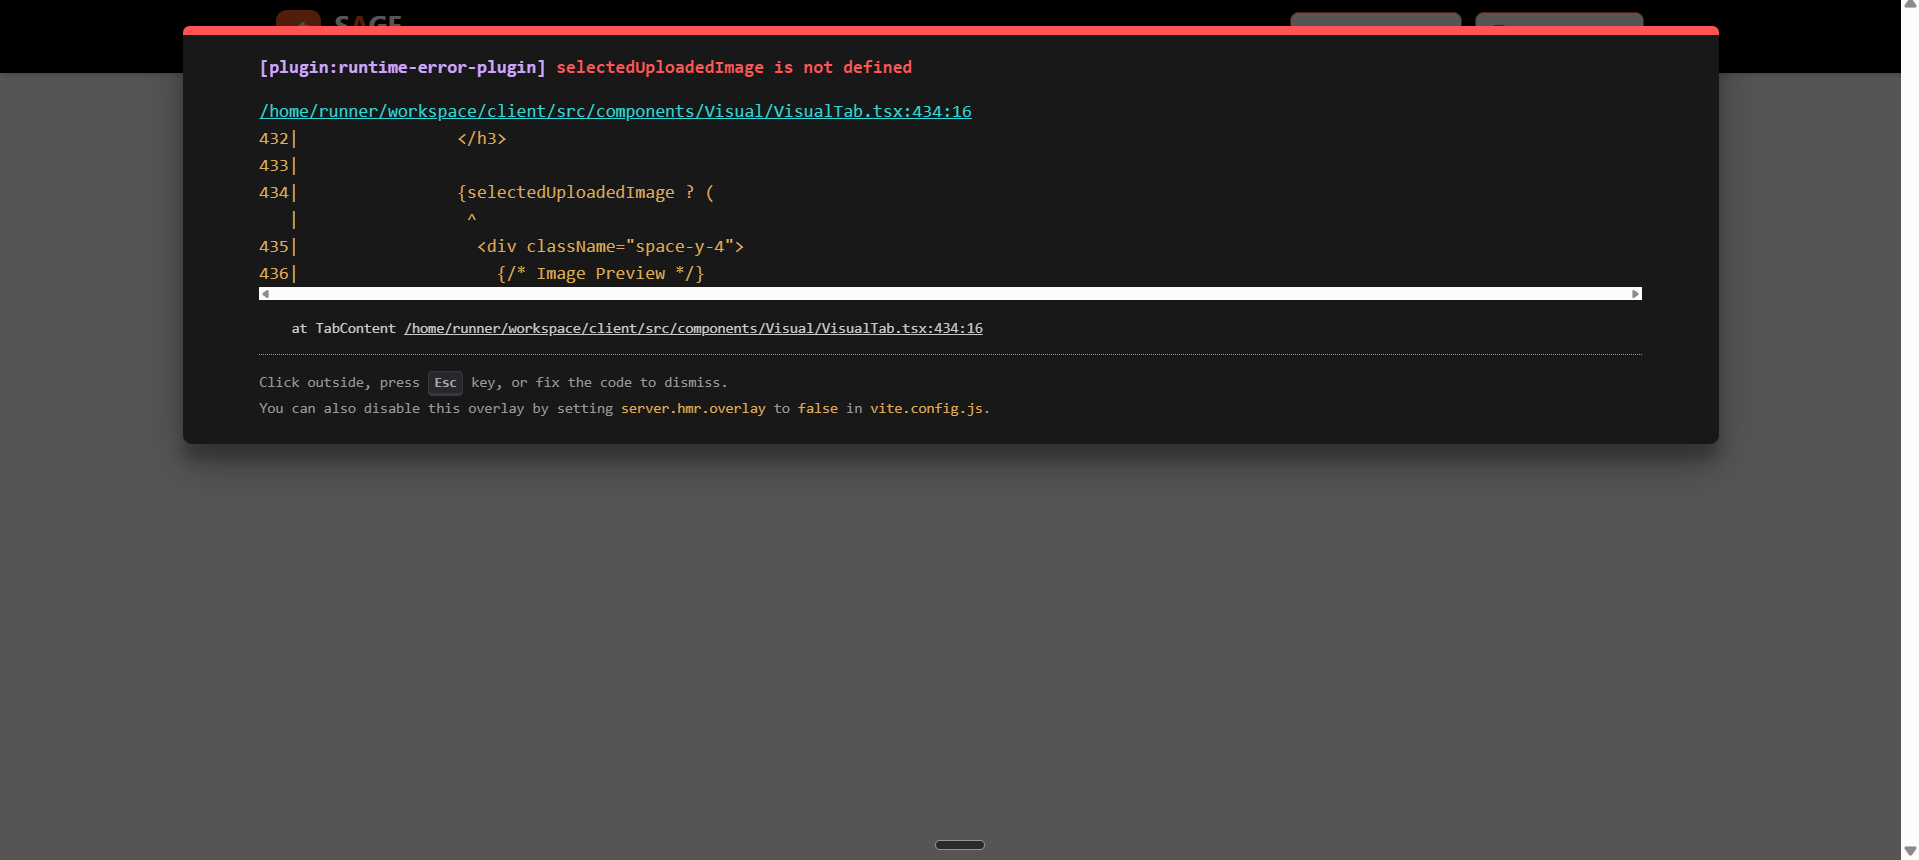 SAGE
[plugin:runtime-error-plugin] selectedUploadedImage is not defined
/home/runner/workspace/client/src/components/Visual/VisualTab.tsx:434:16
432|                </h3>
433|
434|                {selectedUploadedImage ? (
   |                 ^
435|                  <div className="space-y-4">
436|                    {/* Image Preview */}
at TabContent /home/runner/workspace/client/src/components/Visual/VisualTab.tsx:434:16
Click outside, press Esc key, or fix the code to dismiss.
You can also disable this overlay by setting server.hmr.overlay to false in vite.config.js.